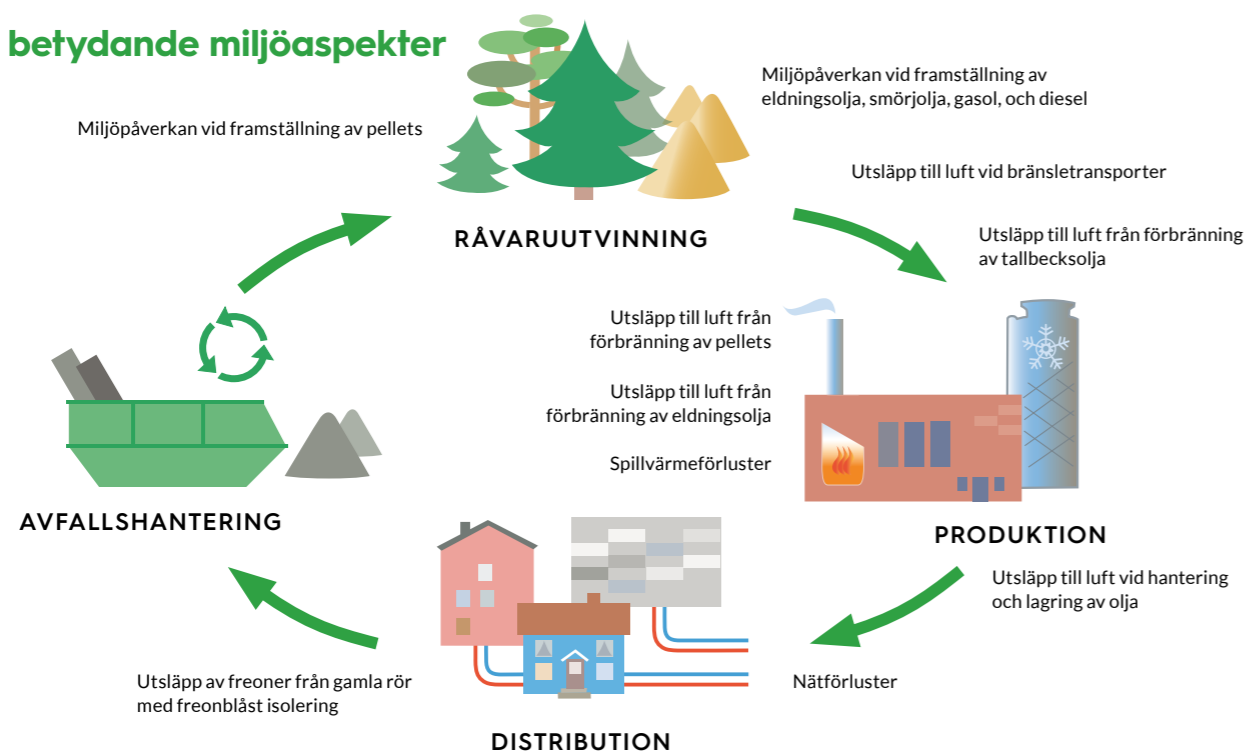 betydande miljöaspekter
Miljöpåverkan vid framställning av
eldningsolja, smörjolja, gasol, och diesel
Miljöpåverkan vid framställning av pellets
Utsläpp till luft vid bränsletransporter
RÅVARUUTVINNING
Utsläpp till luft från förbränning
av tallbecksolja
Utsläpp till luft från
förbränning av pellets
Utsläpp till luft från
förbränning av eldningsolja
Spillvärmeförluster
AVFALLSHANTERING
PRODUKTION
Utsläpp till luft vid hantering
och lagring av olja
Nätförluster
Utsläpp av freoner från gamla rör
med freonblåst isolering
DISTRIBUTION